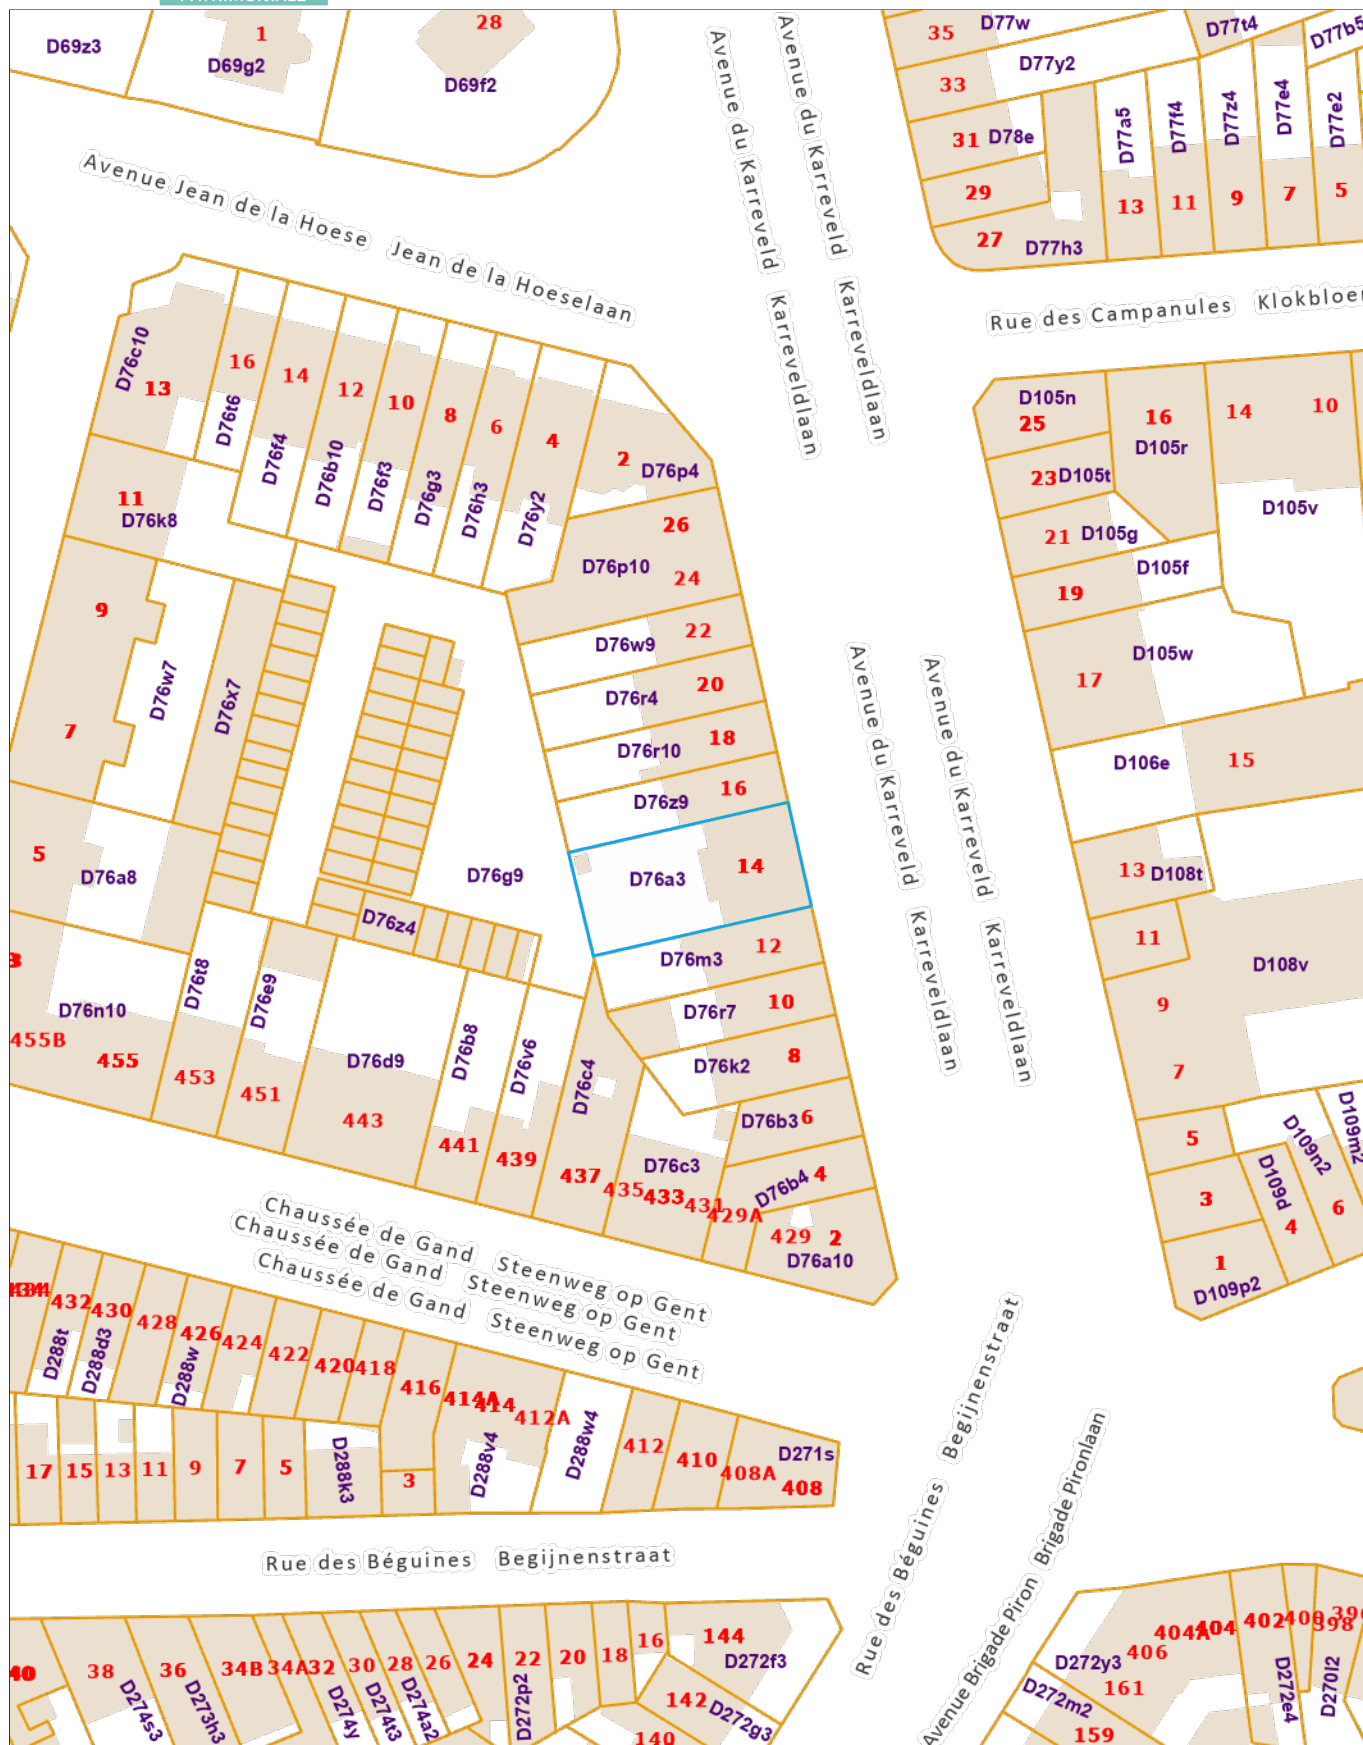 D69z3
1
D69g2
28
D69f2
Avenue du Karreveld Karreveldlaan
Avenue du Karreveld Karreveldlaan
35
D77w
D77t4
D77b5
D77y2
33
31
D78e
29
27
D77h3
D77a5
D77f4
D77z4
D77e4
D77e2
13
11
9
7
5
Avenue Jean de la Hoese Jean de la Hoeselaan
Rue des Campanules
D76c10
13
16
D76t6
14
D76f4
12
D76b10
10
D76f3
8
D76g3
6
D76h3
4
D76y2
2
D76p4
D105n
25
16
D105r
14
10
23
D105t
D105v
21
D105g
D105f
19
D105w
17
11
D76k8
26
D76p10
24
9
D76w7
D76x7
7
22
D76w9
20
D76r4
18
D76r10
16
D76z9
D106e
15
5
D76a8
D76g9
14
D76a3
13
D108t
D76z4
12
D76m3
11
D108v
Avenue du Karreveld Karreveldlaan
Avenue du Karreveld Karreveldlaan
3
D76n10
455B
455
D76t8
453
D76e9
451
D76d9
443
D76b8
441
D76v6
439
D76c4
437
10
D76r7
8
D76k2
D76b3
6
D76c3
435
433
431
429A
D76b4
4
429
2
D76a10
9
7
5
3
1
D109p2
D109d
4
D109n2
6
D109m2
Chaussée de Gand Steenweg op Gent
Chaussée de Gand Steenweg op Gent
Chaussée de Gand Steenweg op Gent
432
D288t
430
D288d3
428
426
D288w
424
422
420
418
416
414A
414
412A
D288v4
D288w4
412
410
408A
D271s
408
17
15
13
11
9
7
5
D288k3
3
Rue des Béguines Begijnenstraat
Rue des Béguines Begijnenstraat
Avenue Brigade Piron Brigade Pironlaan
40
38
D274s3
36
D273h3
34B
34A
32
D274y
30
D274t3
28
D274a2
26
24
22
D272p2
20
18
16
144
D272f3
142
D272g3
140
404A
404
402
400
398
406
D272y3
161
D272m2
159
D272e4
D270l2